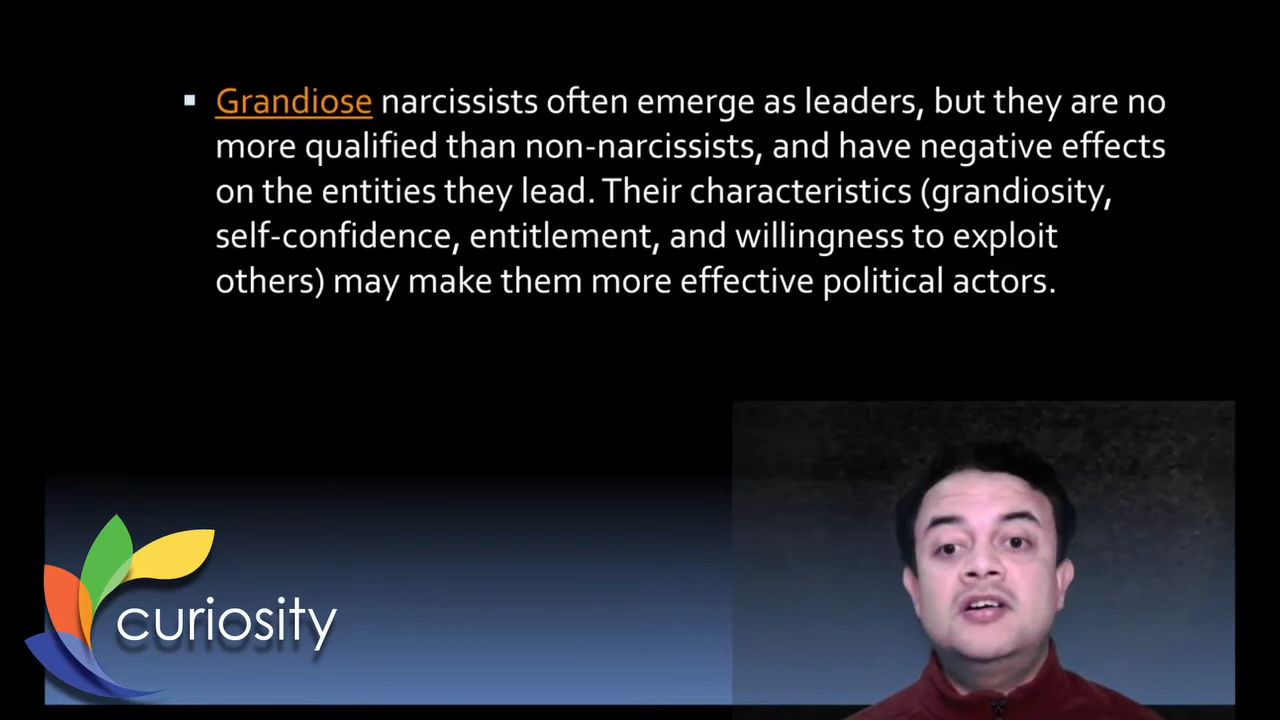 ▪ Grandiose narcissists often emerge as leaders, but they are no
more qualified than non-narcissists, and have negative effects
on the entities they lead. Their characteristics (grandiosity,
self-confidence, entitlement, and willingness to exploit
others) may make them more effective political actors.
curiosity